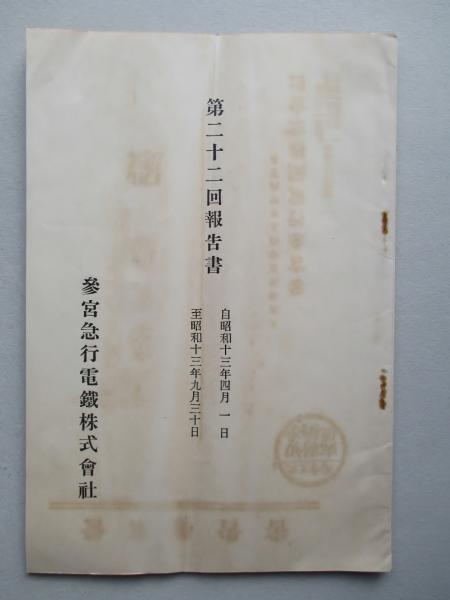 第二十二回報告書
自昭和十三年四月一日
至昭和十三年九月三十日
參宮急行電鐵株式會社